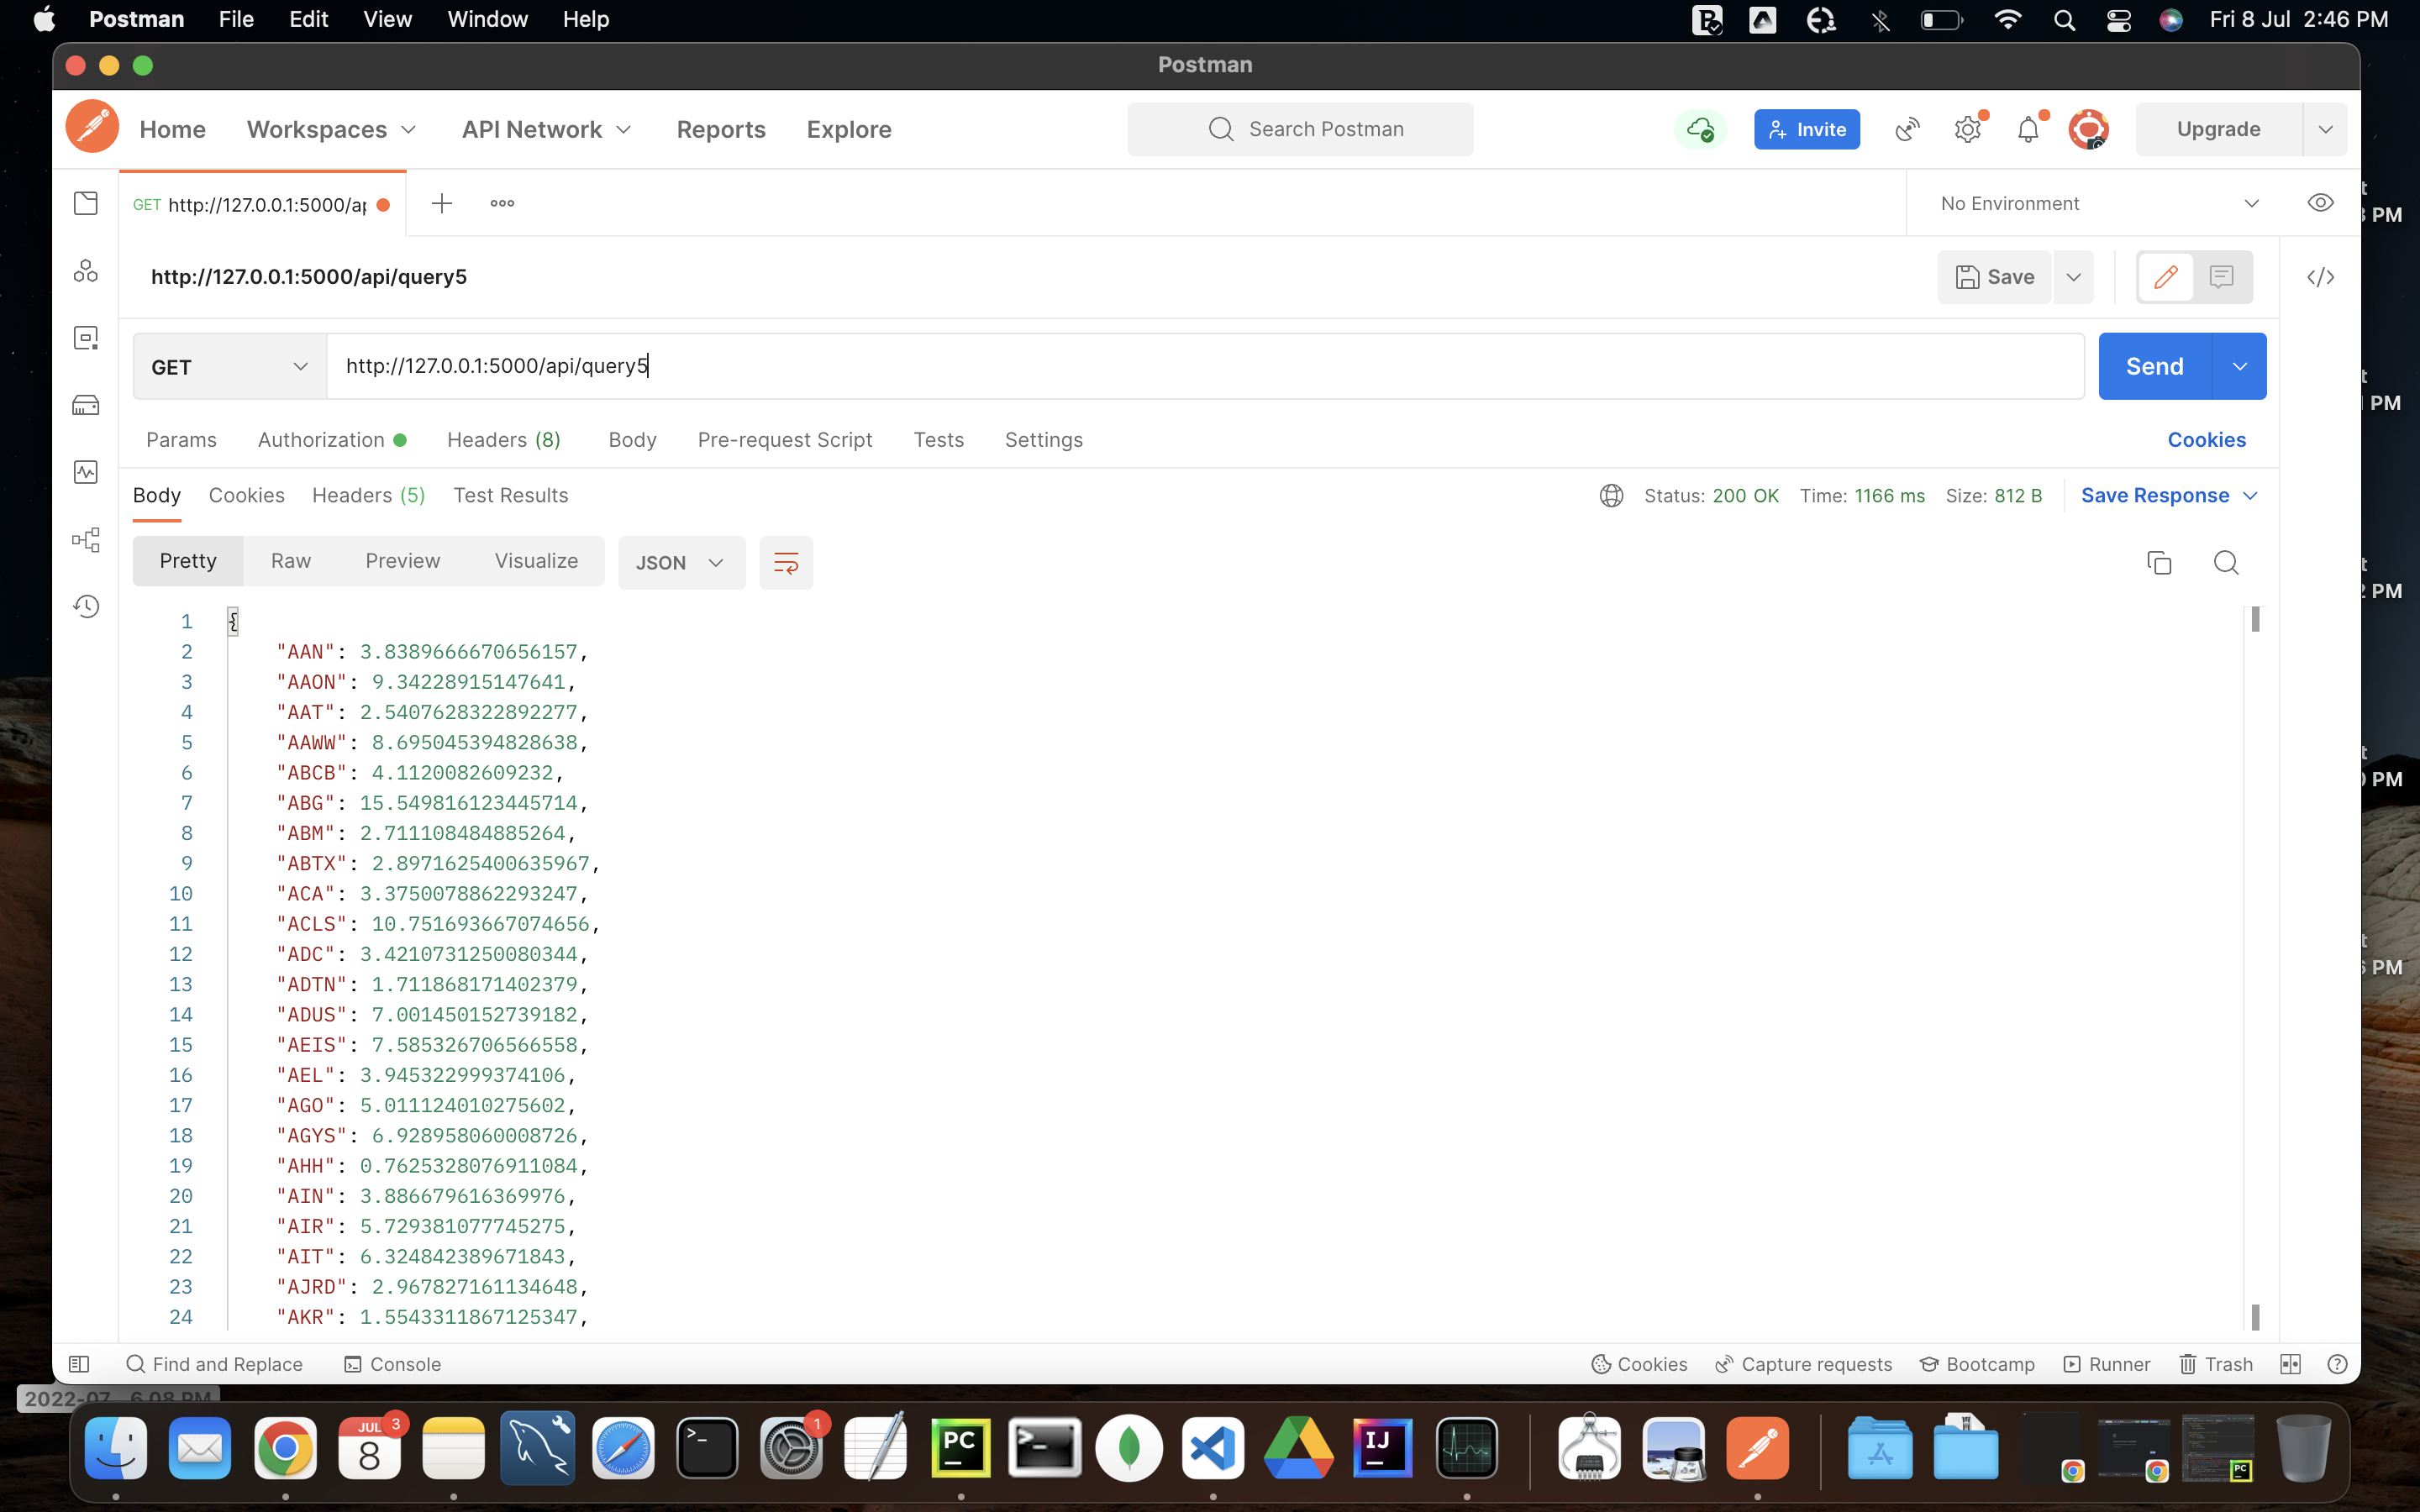 Postman File Edit View Window Help Fri 8 Jul 2:46 PM
Postman
Home Workspaces API Network Reports Explore Search Postman Invite Upgrade
GET http://127.0.0.1:5000/ap No Environment
http://127.0.0.1:5000/api/query5 Save
GET http://127.0.0.1:5000/api/query5 Send
Params Authorization Headers (8) Body Pre-request Script Tests Settings Cookies
Body Cookies Headers (5) Test Results Status: 200 OK Time: 1166 ms Size: 812 B Save Response
Pretty Raw Preview Visualize JSON
1 {
2 "AAN": 3.8389666670656157,
3 "AAON": 9.34228915147641,
4 "AAT": 2.5407628322892277,
5 "AAWW": 8.695045394828638,
6 "ABCB": 4.1120082609232,
7 "ABG": 15.549816123445714,
8 "ABM": 2.711108484885264,
9 "ABTX": 2.8971625400635967,
10 "ACA": 3.3750078862293247,
11 "ACLS": 10.751693667074656,
12 "ADC": 3.4210731250080344,
13 "ADTN": 1.711868171402379,
14 "ADUS": 7.001450152739182,
15 "AEIS": 7.585326706566558,
16 "AEL": 3.945322999374106,
17 "AGO": 5.011124010275602,
18 "AGYS": 6.928958060008726,
19 "AHH": 0.7625328076911084,
20 "AIN": 3.886679616369976,
21 "AIR": 5.729381077745275,
22 "AIT": 6.324842389671843,
23 "AJRD": 2.967827161134648,
24 "AKR": 1.5543311867125347,
Find and Replace Console Cookies Capture requests Bootcamp Runner Trash
2022-07 6.08 PM
JUL 3
8
1
PC
IJ
PC